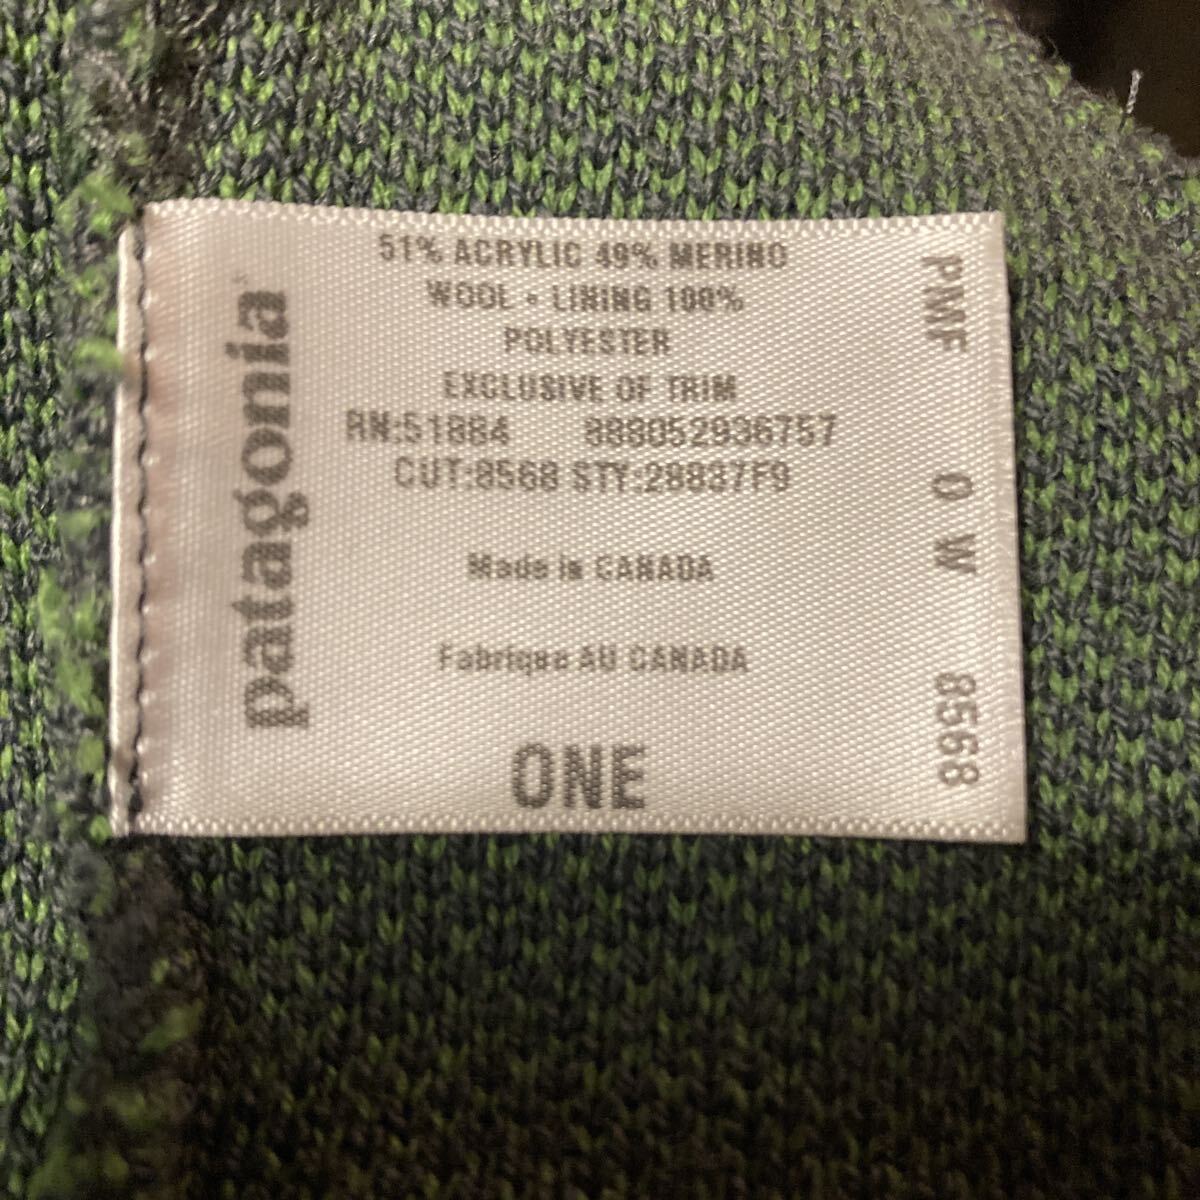 patagonia
51% ACRYLIC 49% MERINO
WOOL • LINING 100%
POLYESTER
EXCLUSIVE OF TRIM
RN:51884 888052936757
CUT:8568 STY:28837F9
Made in CANADA
Fabrique AU CANADA
ONE
PMF O W 8568